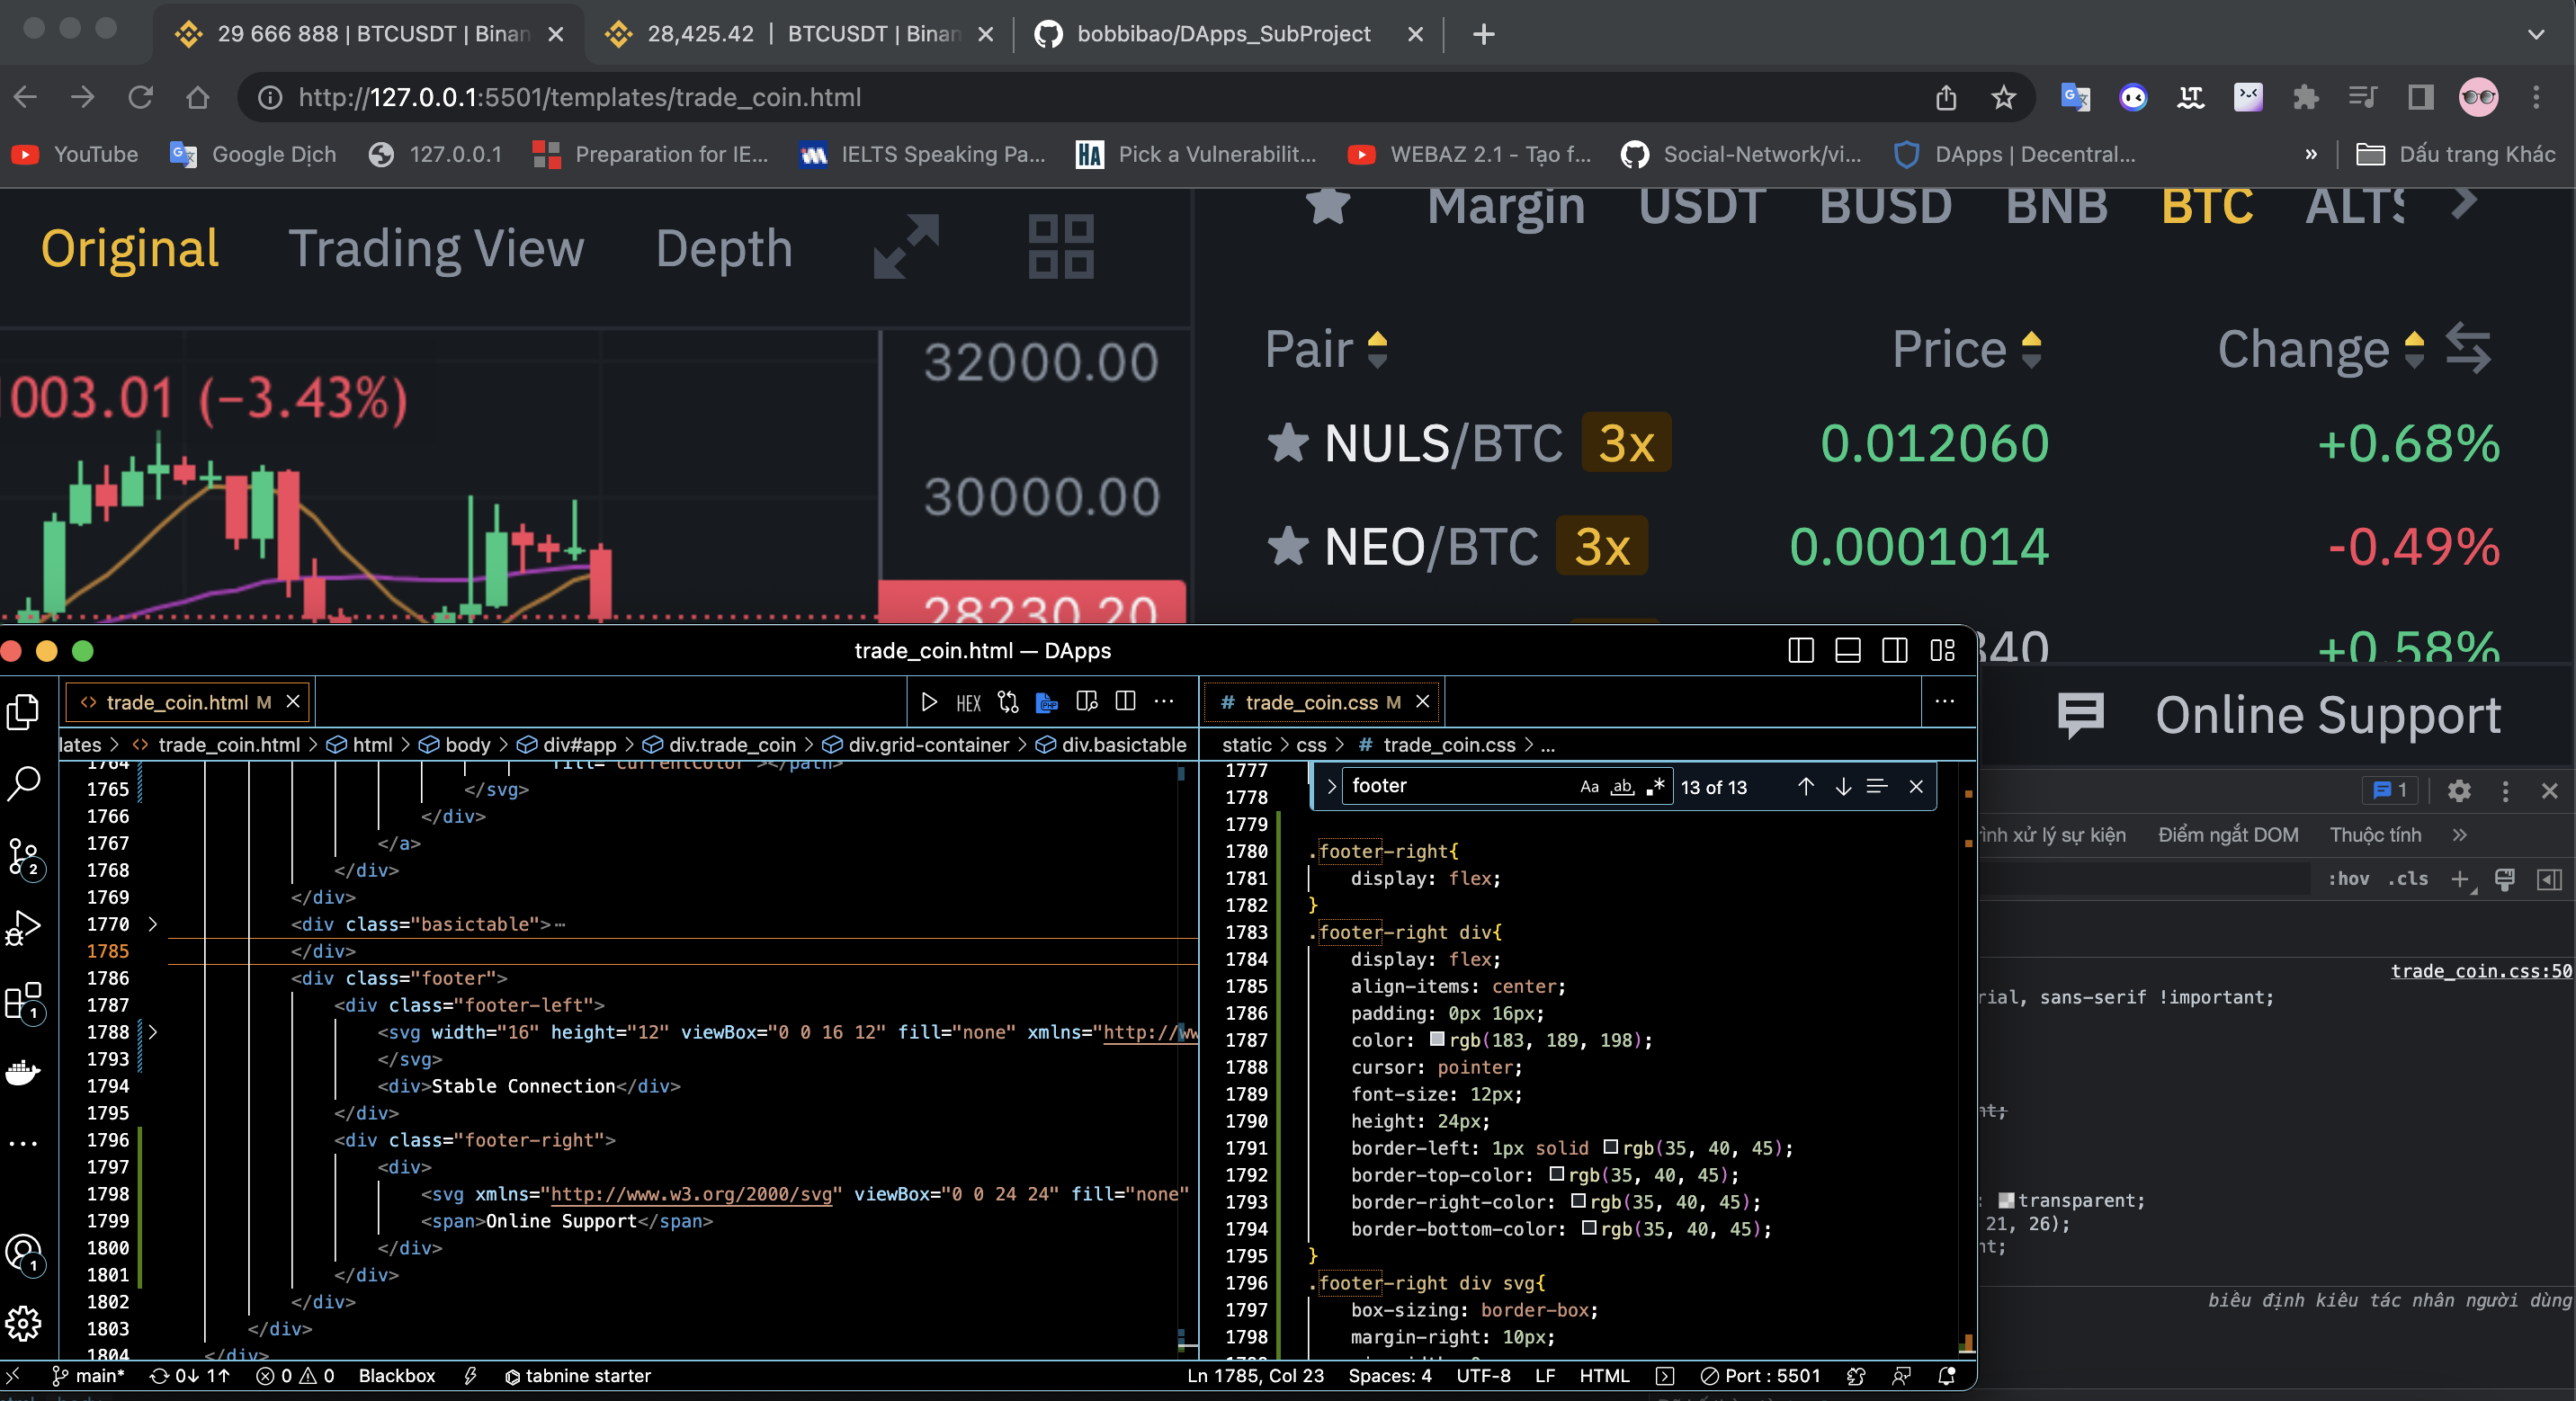 29 666 888 | BTCUSDT | Binan
28,425.42 | BTCUSDT | Binan
bobbibao/DApps_SubProject
http://127.0.0.1:5501/templates/trade_coin.html
YouTube
Google Dịch
127.0.0.1
Preparation for IE...
IELTS Speaking Pa...
HA
Pick a Vulnerabilit...
WEBAZ 2.1 - Tạo f...
Social-Network/vi...
DApps | Decentral...
» Dấu trang Khác
Original Trading View Depth
Margin USDT BUSD BNB BTC ALTS
32000.00
1003.01 (−3.43%)
30000.00
28230.20
Pair Price Change
NULS/BTC 3x 0.012060 +0.68%
NEO/BTC 3x 0.0001014 -0.49%
340 +0.58%
Online Support
trade_coin.html — DApps
trade_coin.html M
HEX
# trade_coin.css M
lates > trade_coin.html > html > body > div#app > div.trade_coin > div.grid-container > div.basictable
1764 fill="currentColor"></path>
1765 </svg>
1766 </div>
1767 </a>
1768 </div>
1769 </div>
1770 <div class="basictable">…
1785 </div>
1786 <div class="footer">
1787 <div class="footer-left">
1788 <svg width="16" height="12" viewBox="0 0 16 12" fill="none" xmlns="http://ww
1793 </svg>
1794 <div>Stable Connection</div>
1795 </div>
1796 <div class="footer-right">
1797 <div>
1798 <svg xmlns="http://www.w3.org/2000/svg" viewBox="0 0 24 24" fill="none"
1799 <span>Online Support</span>
1800 </div>
1801 </div>
1802 </div>
1803 </div>
1804 </div>
static > css > # trade_coin.css > ...
footer
Aa ab .* 13 of 13
1777
1778
1779
1780 .footer-right{
1781 display: flex;
1782 }
1783 .footer-right div{
1784 display: flex;
1785 align-items: center;
1786 padding: 0px 16px;
1787 color: rgb(183, 189, 198);
1788 cursor: pointer;
1789 font-size: 12px;
1790 height: 24px;
1791 border-left: 1px solid rgb(35, 40, 45);
1792 border-top-color: rgb(35, 40, 45);
1793 border-right-color: rgb(35, 40, 45);
1794 border-bottom-color: rgb(35, 40, 45);
1795 }
1796 .footer-right div svg{
1797 box-sizing: border-box;
1798 margin-right: 10px;
2
1
1
main* 0↓ 1↑ 0 0 Blackbox tabnine starter
Ln 1785, Col 23 Spaces: 4 UTF-8 LF HTML Port : 5501
1
ình xử lý sự kiện Điểm ngắt DOM Thuộc tính »
:hov .cls
trade_coin.css:50
rial, sans-serif !important;
nt;
: transparent;
21, 26);
nt;
biểu định kiểu tác nhân người dùng